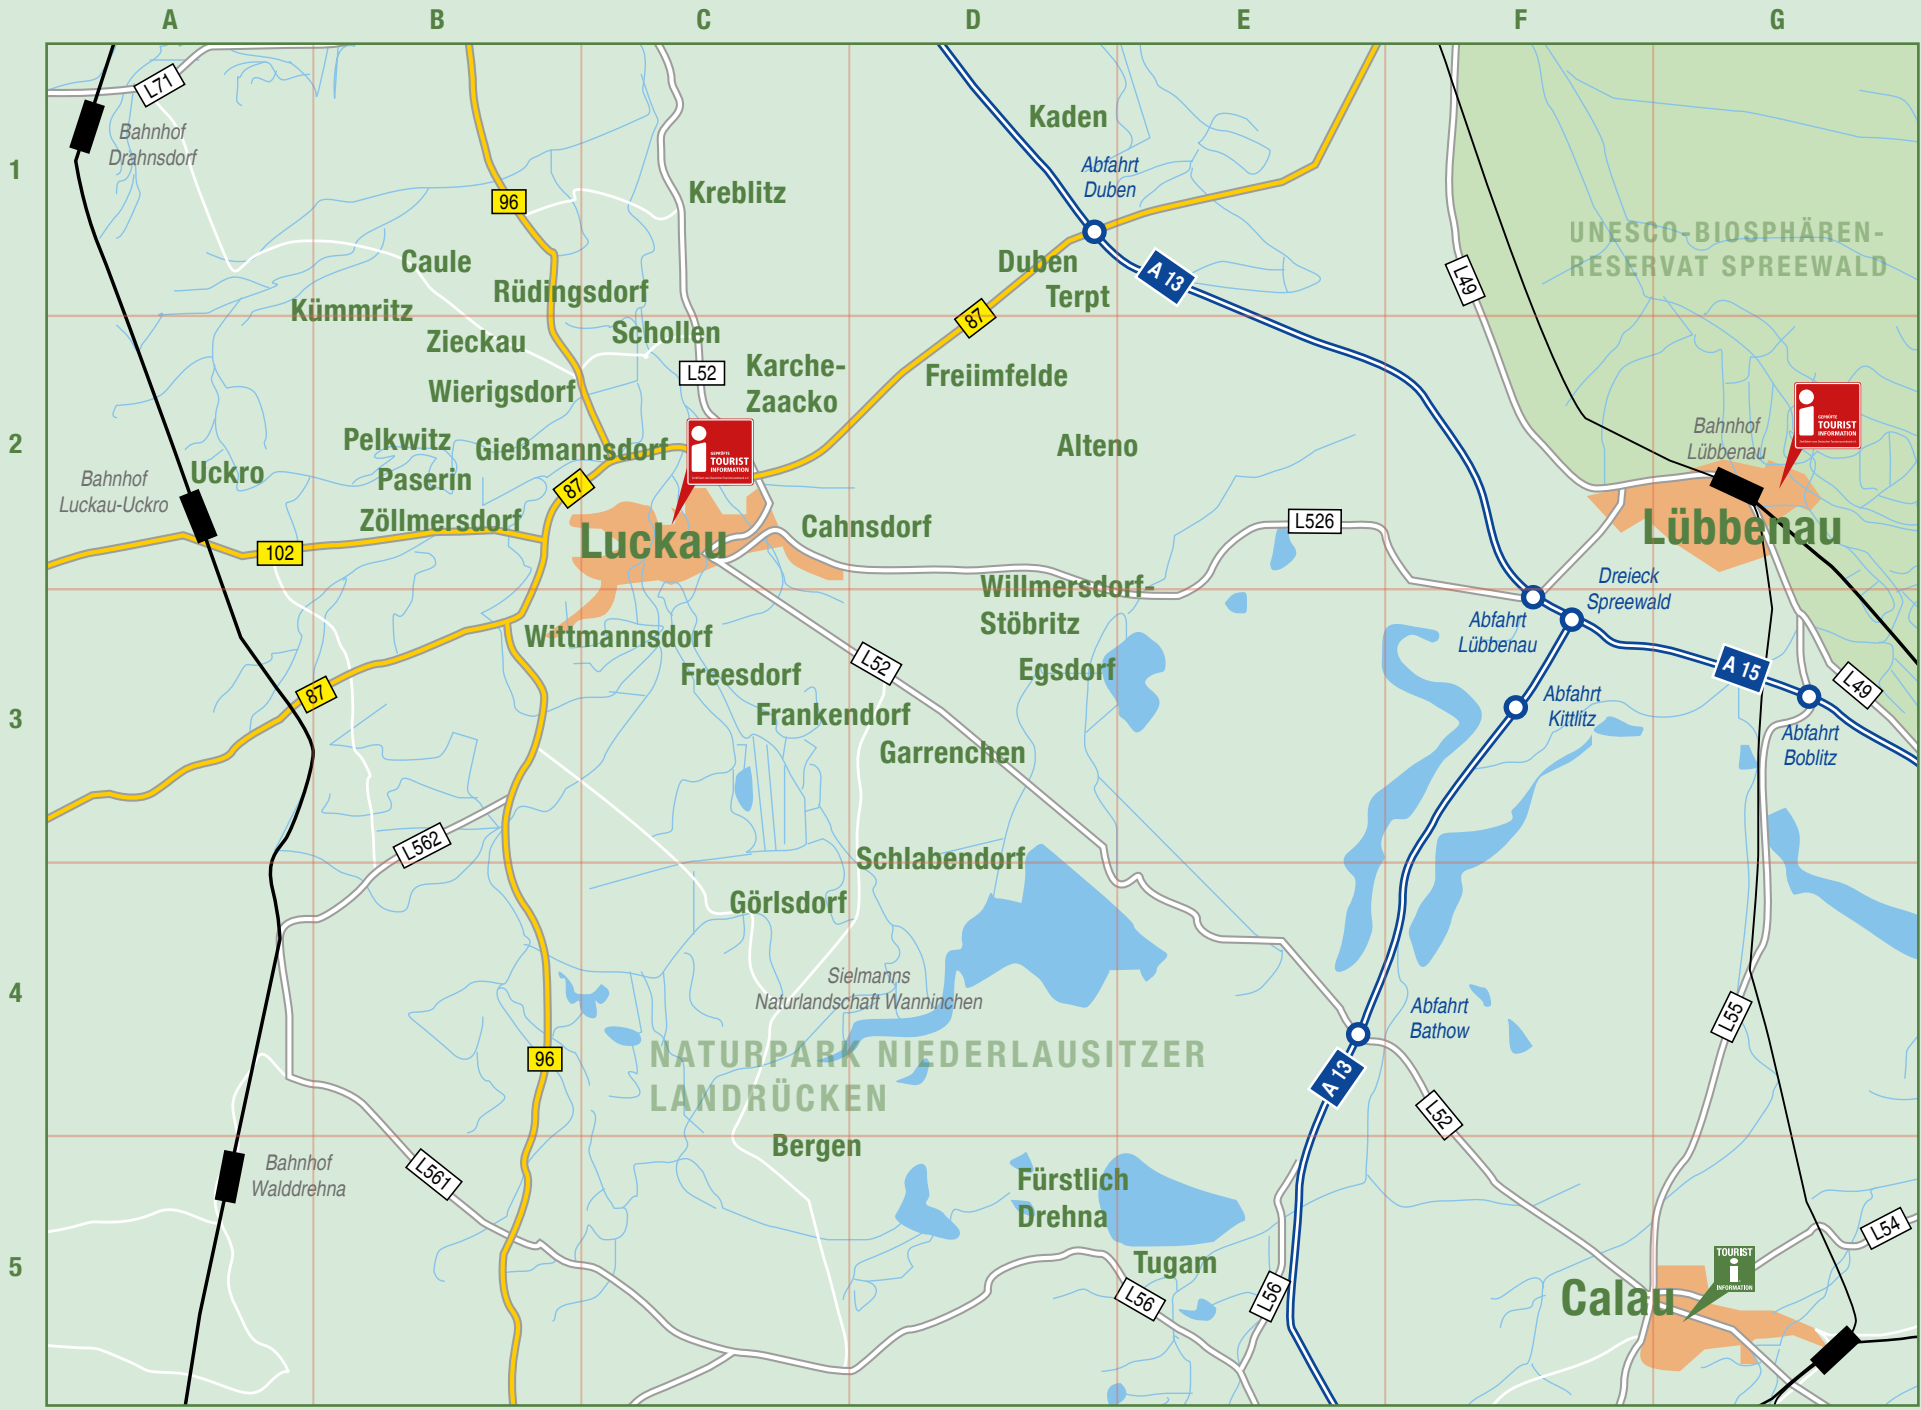 A B C D E F G
1
2
3
4
5
L71
Bahnhof
Drahnsdorf
96
Kreblitz
Kaden
Abfahrt
Duben
UNESCO-BIOSPHÄREN-
RESERVAT SPREEWALD
Caule
Rüdingsdorf
Kümmritz
Duben
Terpt
A 13
L49
87
Zieckau
Schollen
L52
Karche-
Zaacko
Freiimfelde
Wierigsdorf
Pelkwitz
Gießmannsdorf
Paserin
Zöllmersdorf
Uckro
Bahnhof
Luckau-Uckro
87
102
GEPRÜFTE
TOURIST
INFORMATION
Luckau
Cahnsdorf
Alteno
L526
Bahnhof
Lübbenau
GEPRÜFTE
TOURIST
INFORMATION
Lübbenau
Willmersdorf-
Stöbritz
Dreieck
Spreewald
Abfahrt
Lübbenau
Wittmannsdorf
Freesdorf
L52
Egsdorf
87
Frankendorf
Garrenchen
Abfahrt
Kittlitz
A 15
L49
Abfahrt
Boblitz
L562
Schlabendorf
Görlsdorf
Sielmanns
Naturlandschaft Wanninchen
96
NATURPARK NIEDERLAUSITZER
LANDRÜCKEN
Abfahrt
Bathow
A 13
L52
L55
Bergen
Bahnhof
Walddrehna
L561
Fürstlich
Drehna
Tugam
L56
L56
L54
TOURIST
i
INFORMATION
Calau